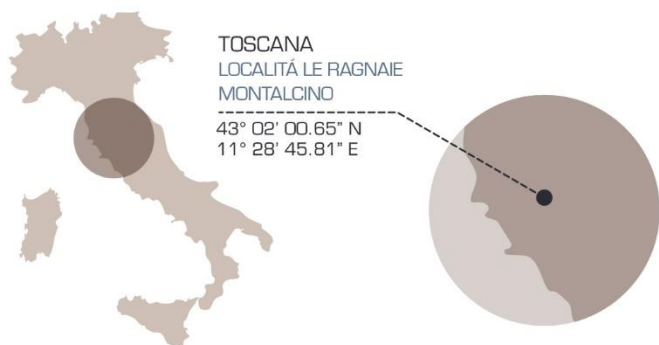 TOSCANA
LOCALITÁ LE RAGNAIE
MONTALCINO
43° 02’ 00.65” N
11° 28’ 45.81” E